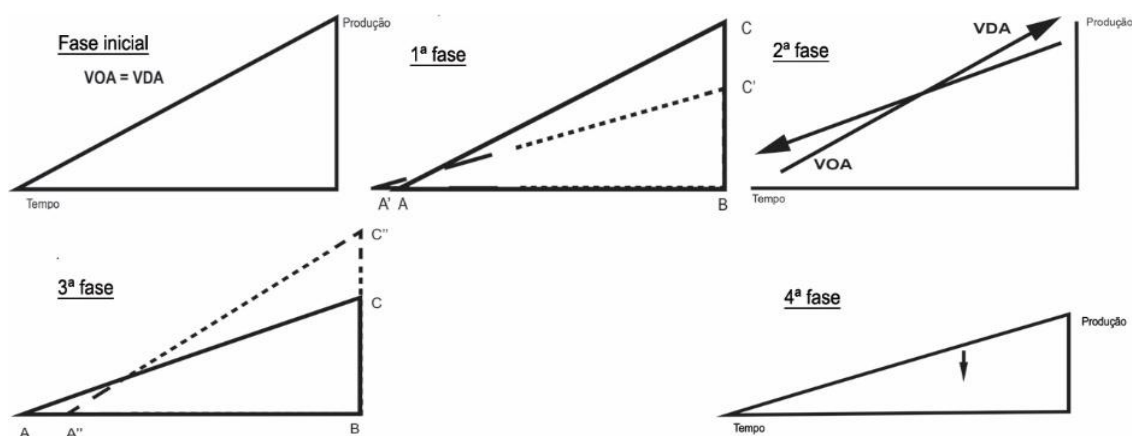 Fase inicial
VOA = VDA
Produção
Tempo
1ª fase
C
C'
A' A
B
2ª fase
VDA
Produção
VOA
Tempo
3ª fase
C''
C
A
A''
B
4ª fase
Produção
Tempo